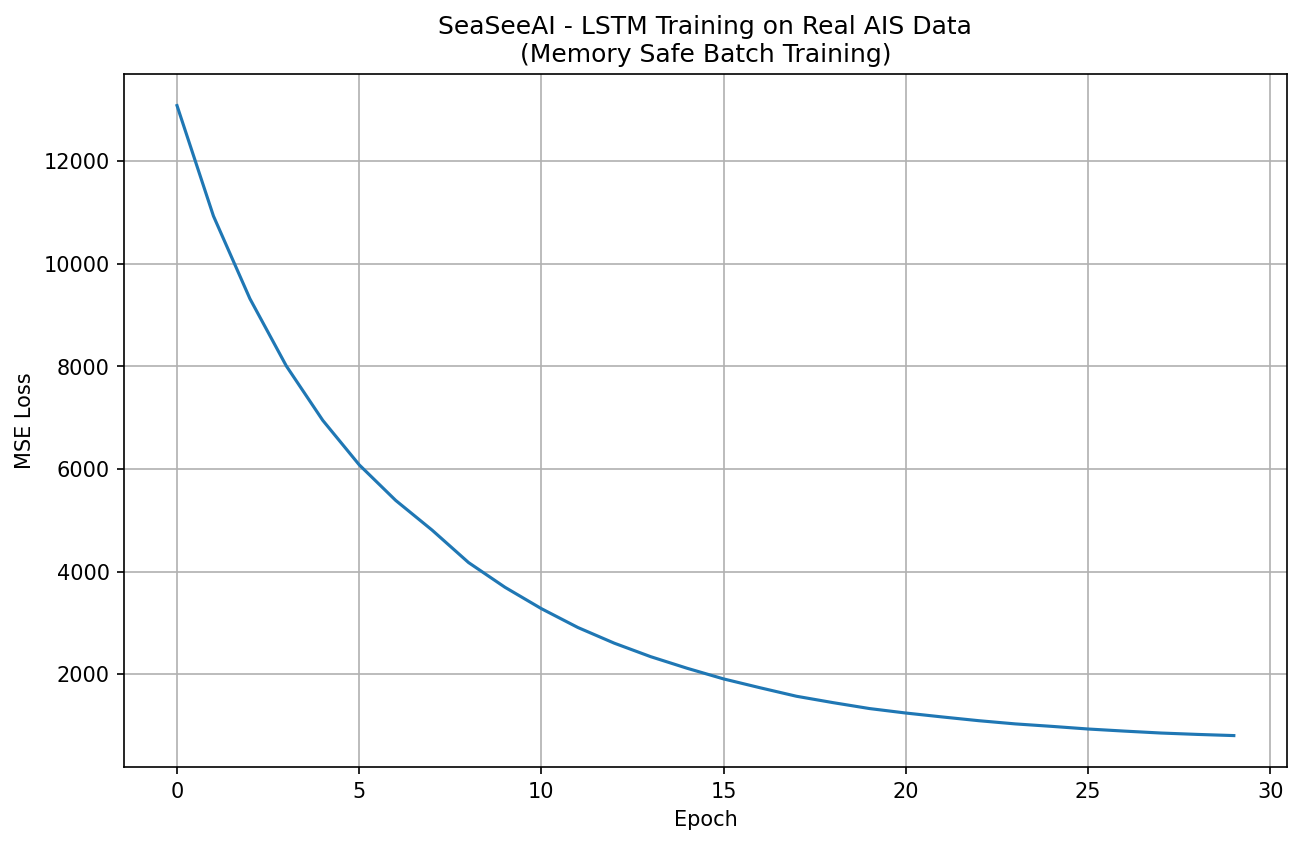 SeaSeeAI - LSTM Training on Real AIS Data
(Memory Safe Batch Training)
12000
10000
8000
6000
4000
2000
MSE Loss
0 5 10 15 20 25 30
Epoch